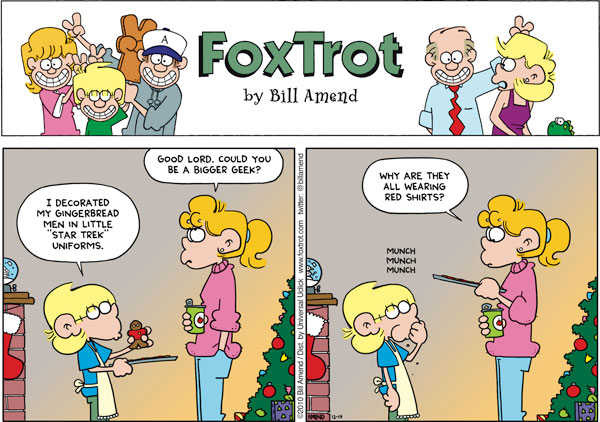 A
FoxTrot
by Bill Amend
I DECORATED
MY GINGERBREAD
MEN IN LITTLE
"STAR TREK"
UNIFORMS.
GOOD LORD. COULD YOU
BE A BIGGER GEEK?
©2010 Bill Amend / Dist. by Universal Uclick www.foxtrot.com twitter: @billamend
WHY ARE THEY
ALL WEARING
RED SHIRTS?
MUNCH
MUNCH
MUNCH
AMEND
12-19